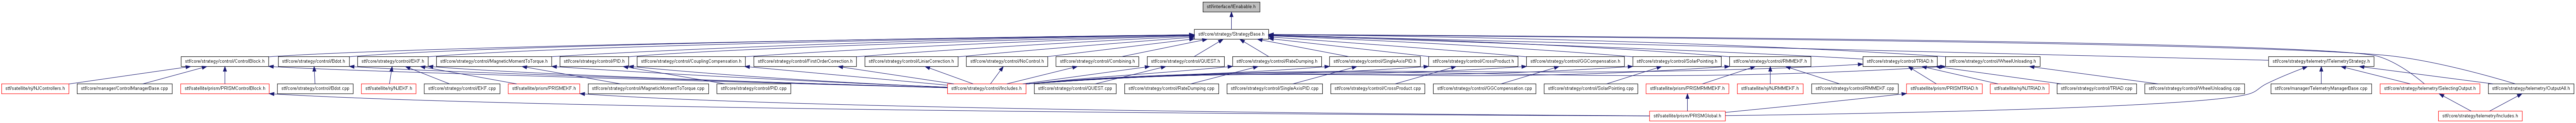 stf/interface/IEnabable.h
stf/core/strategy/StrategyBase.h
stf/core/strategy/control/ControlBlock.h
stf/core/strategy/control/Bdot.h
stf/core/strategy/control/EKF.h
stf/core/strategy/control/MagneticMomentToTorque.h
stf/core/strategy/control/PID.h
stf/core/strategy/control/CouplingCompensation.h
stf/core/strategy/control/FirstOrderCorrection.h
stf/core/strategy/control/LinearCorrection.h
stf/core/strategy/control/NoControl.h
stf/core/strategy/control/Combining.h
stf/core/strategy/control/QUEST.h
stf/core/strategy/control/RateDumping.h
stf/core/strategy/control/SingleAxisPID.h
stf/core/strategy/control/CrossProduct.h
stf/core/strategy/control/GGCompensation.h
stf/core/strategy/control/SolarPointing.h
stf/core/strategy/control/RMMEKF.h
stf/core/strategy/control/TRIAD.h
stf/core/strategy/control/WheelUnloading.h
stf/core/strategy/telemetry/ITelemetryStrategy.h
stf/satellite/nj/NJControllers.h
stf/core/manager/ControlManagerBase.cpp
stf/satellite/prism/PRISMControlBlock.h
stf/core/strategy/control/Bdot.cpp
stf/satellite/nj/NJEKF.h
stf/core/strategy/control/EKF.cpp
stf/satellite/prism/PRISMEKF.h
stf/core/strategy/control/MagneticMomentToTorque.cpp
stf/core/strategy/control/PID.cpp
stf/core/strategy/control/Includes.h
stf/core/strategy/control/QUEST.cpp
stf/core/strategy/control/RateDumping.cpp
stf/core/strategy/control/SingleAxisPID.cpp
stf/core/strategy/control/CrossProduct.cpp
stf/core/strategy/control/GGCompensation.cpp
stf/core/strategy/control/SolarPointing.cpp
stf/satellite/prism/PRISMRMMEKF.h
stf/satellite/nj/NJRMMEKF.h
stf/core/strategy/control/RMMEKF.cpp
stf/satellite/prism/PRISMTRIAD.h
stf/satellite/nj/NJTRIAD.h
stf/core/strategy/control/TRIAD.cpp
stf/core/strategy/control/WheelUnloading.cpp
stf/core/manager/TelemetryManagerBase.cpp
stf/core/strategy/telemetry/SelectingOutput.h
stf/core/strategy/telemetry/OutputAll.h
stf/satellite/prism/PRISMGlobal.h
stf/core/strategy/telemetry/Includes.h